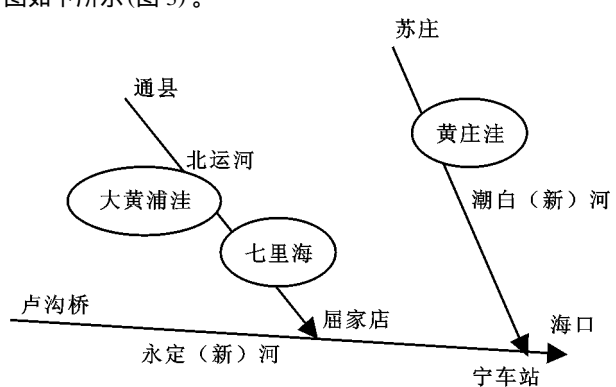 图如下所示(图3)。
苏庄
通县
黄庄洼
北运河
大黄浦洼
潮白（新）河
七里海
卢沟桥
屈家店
海口
永定（新）河
宁车站